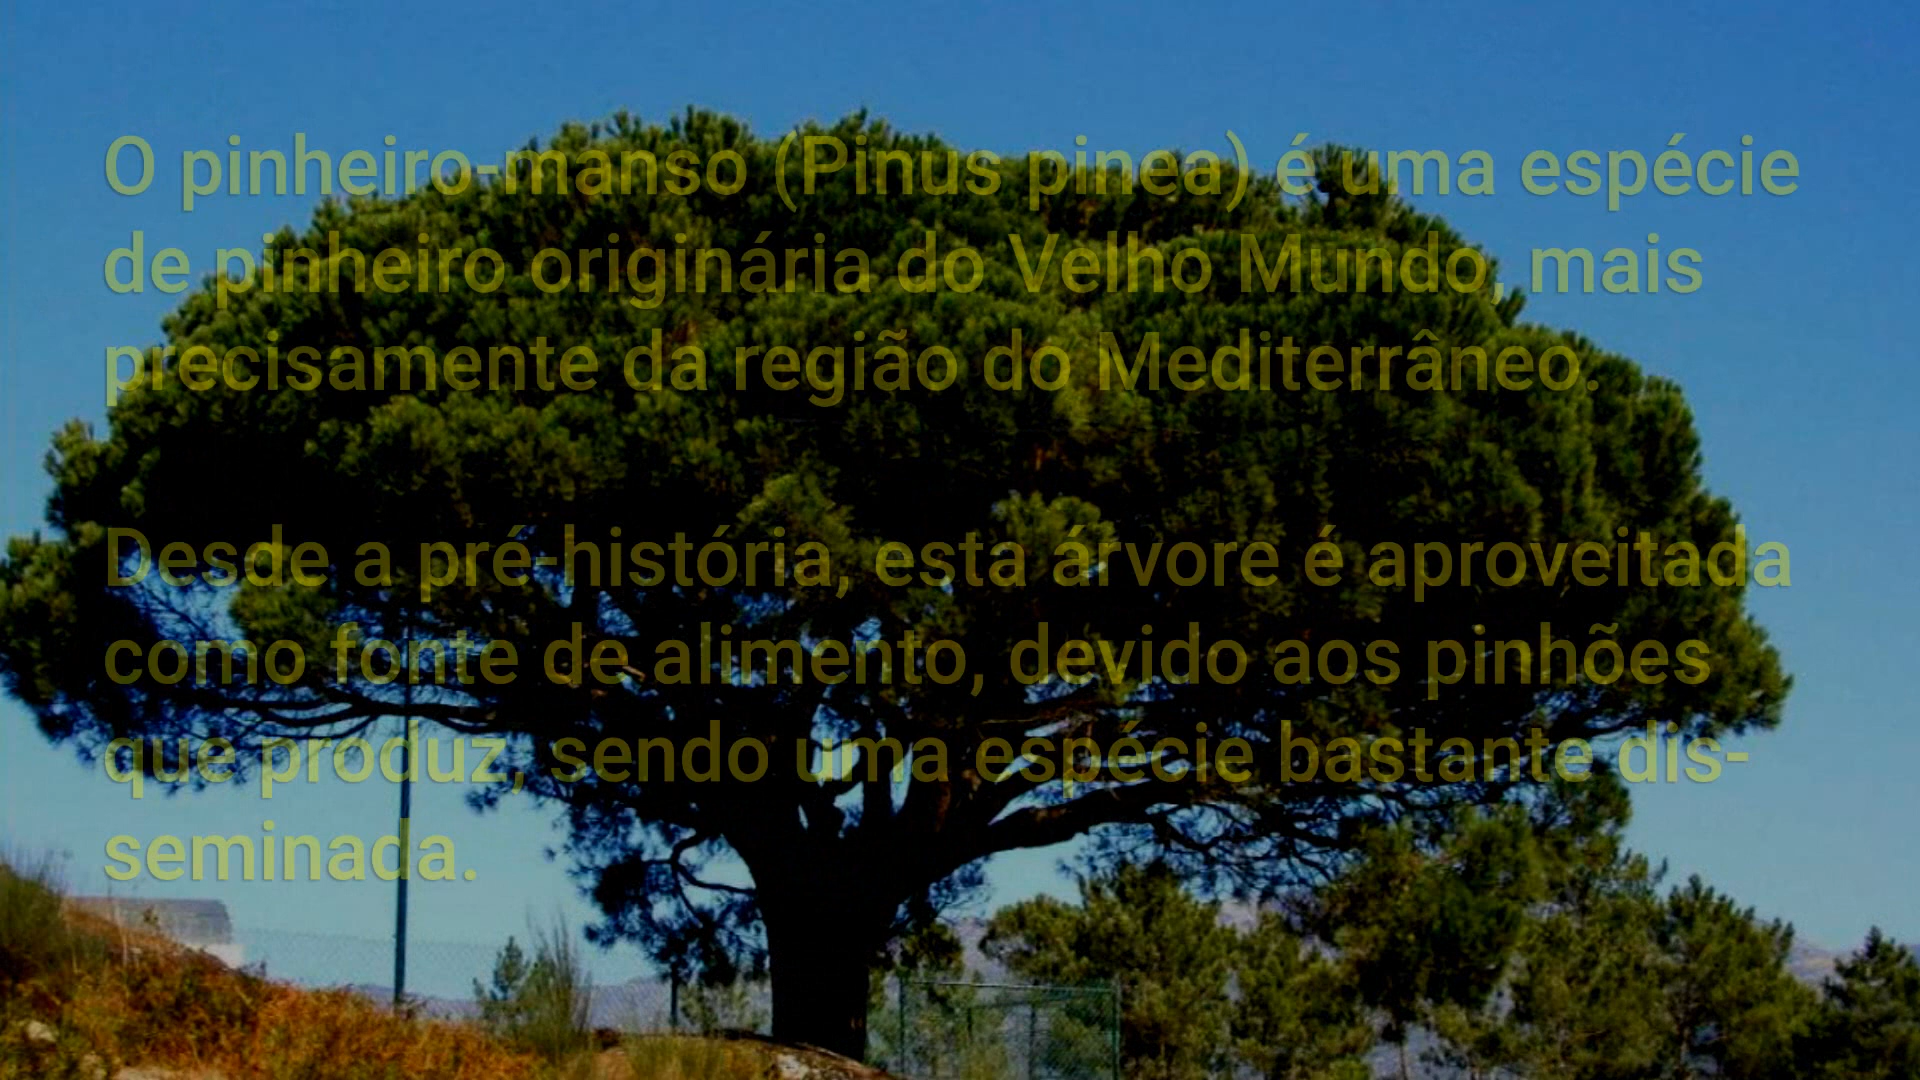 O pinheiro-manso (Pinus pinea) é uma espécie
de pinheiro originária do Velho Mundo, mais
precisamente da região do Mediterrâneo.
Desde a pré-história, esta árvore é aproveitada
como fonte de alimento, devido aos pinhões
que produz, sendo uma espécie bastante dis-
seminada.